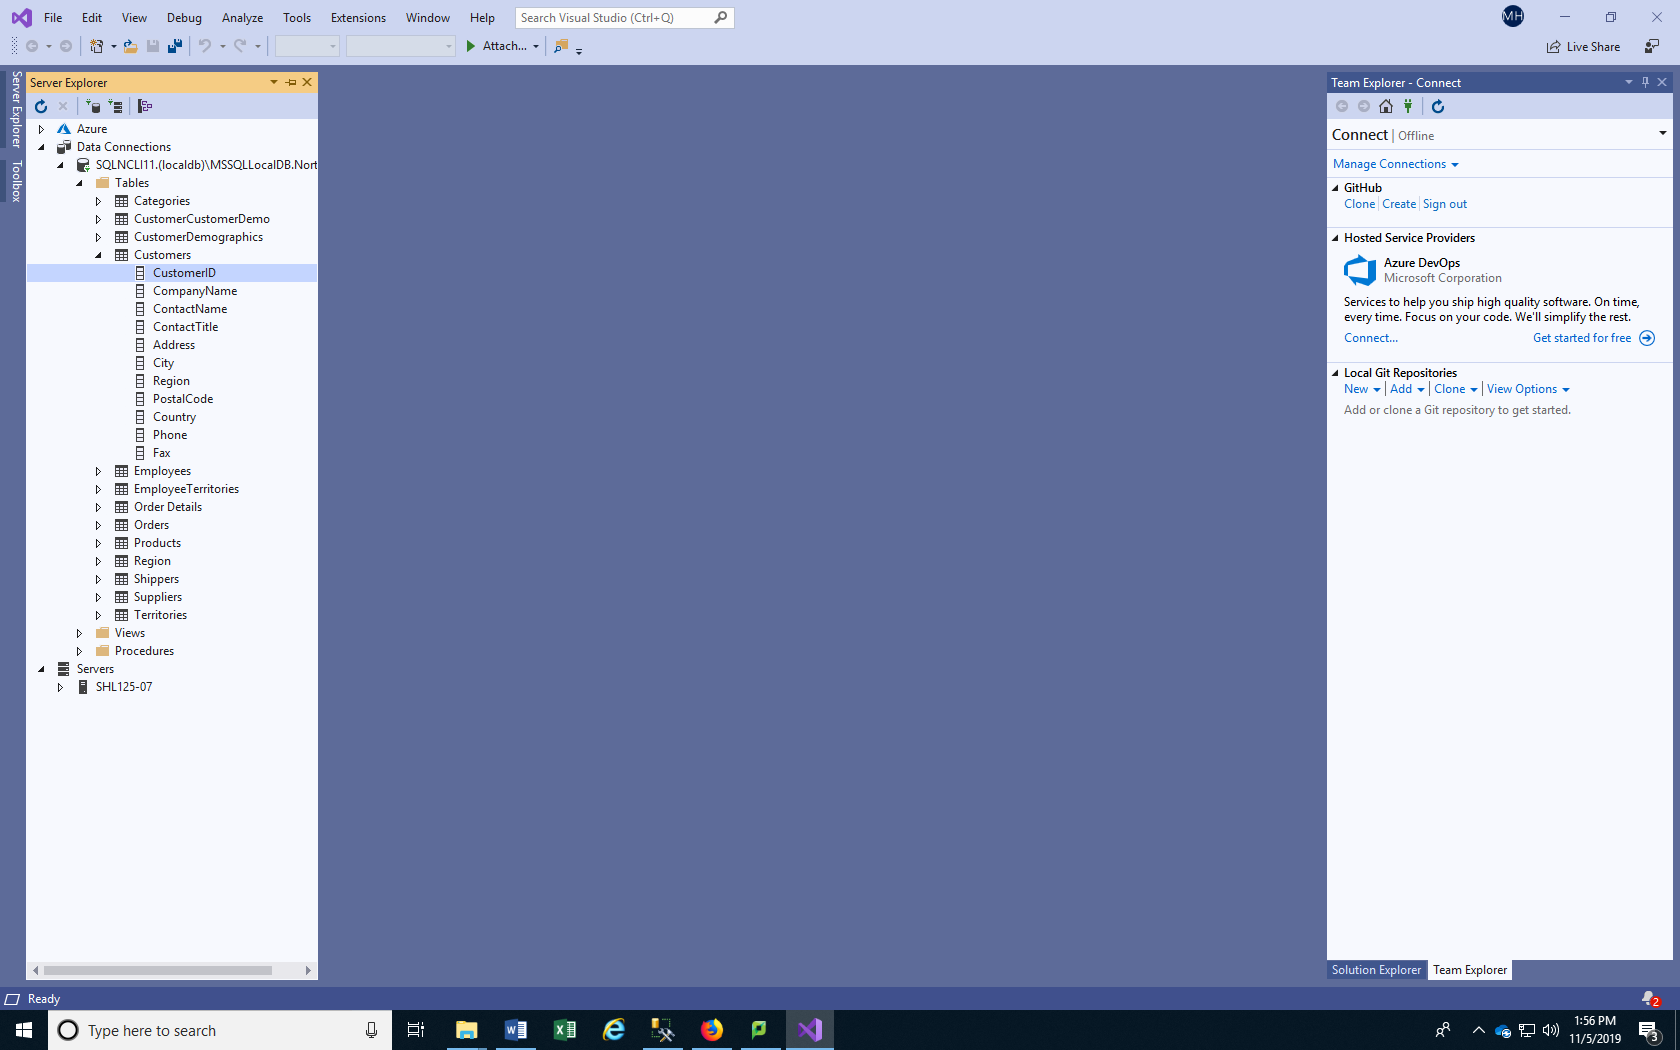 File Edit View Debug Analyze Tools Extensions Window Help Search Visual Studio (Ctrl+Q) MH
Attach... Live Share
Server Explorer
Toolbox
Server Explorer
Azure
Data Connections
SQLNCLI11.(localdb)\MSSQLLocalDB.Nort
Tables
Categories
CustomerCustomerDemo
CustomerDemographics
Customers
CustomerID
CompanyName
ContactName
ContactTitle
Address
City
Region
PostalCode
Country
Phone
Fax
Employees
EmployeeTerritories
Order Details
Orders
Products
Region
Shippers
Suppliers
Territories
Views
Procedures
Servers
SHL125-07
Team Explorer - Connect
Connect | Offline
Manage Connections
GitHub
Clone Create Sign out
Hosted Service Providers
Azure DevOps
Microsoft Corporation
Services to help you ship high quality software. On time,
every time. Focus on your code. We'll simplify the rest.
Connect... Get started for free
Local Git Repositories
New Add Clone View Options
Add or clone a Git repository to get started.
Solution Explorer Team Explorer
Ready 2
Type here to search
1:56 PM
11/5/2019
3